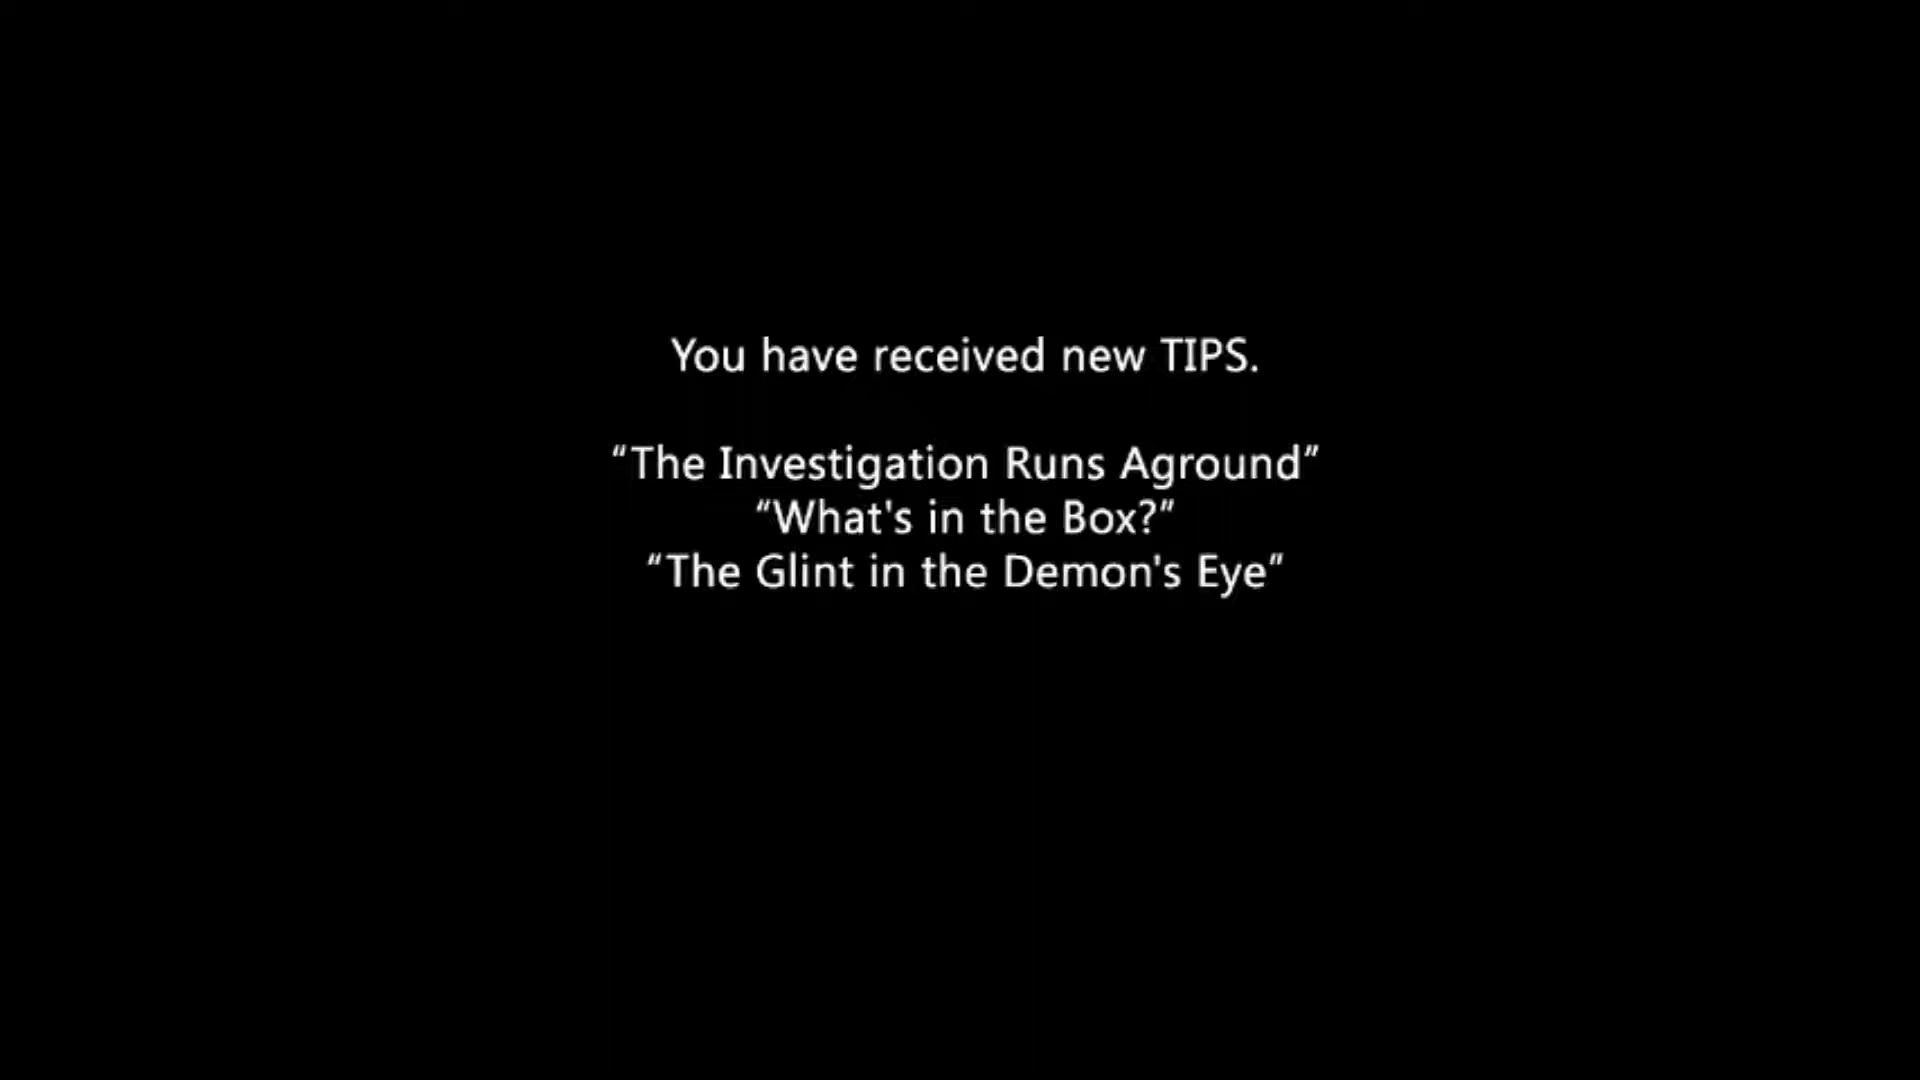 You have received new TIPS.
“The Investigation Runs Aground”
“What's in the Box?”
“The Glint in the Demon's Eye”